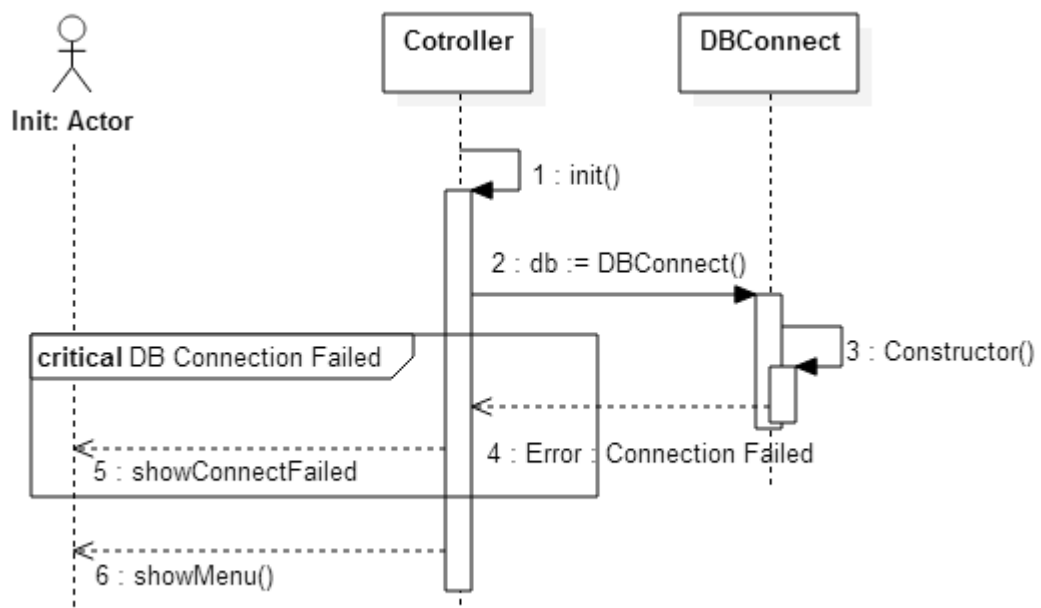 Init: Actor
Cotroller
DBConnect
1 : init()
2 : db := DBConnect()
3 : Constructor()
critical DB Connection Failed
4 : Error : Connection Failed
5 : showConnectFailed
6 : showMenu()